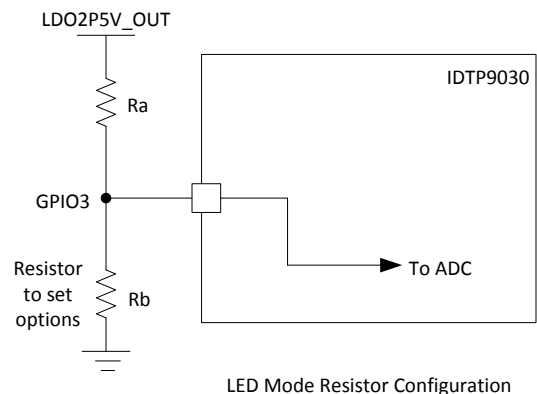 LDO2P5V_OUT
IDTP9030
Ra
GPIO3
To ADC
Resistor
to set
options
Rb
LED Mode Resistor Configuration